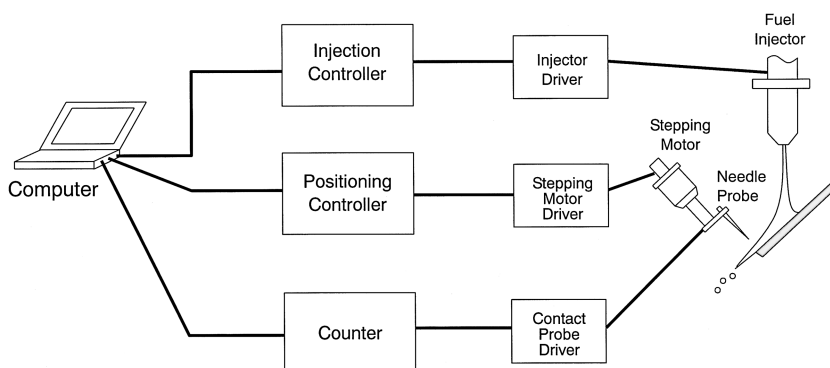 Fuel
Injector
Injection
Controller
Injector
Driver
Stepping
Motor
Computer
Positioning
Controller
Stepping
Motor
Driver
Needle
Probe
Counter
Contact
Probe
Driver